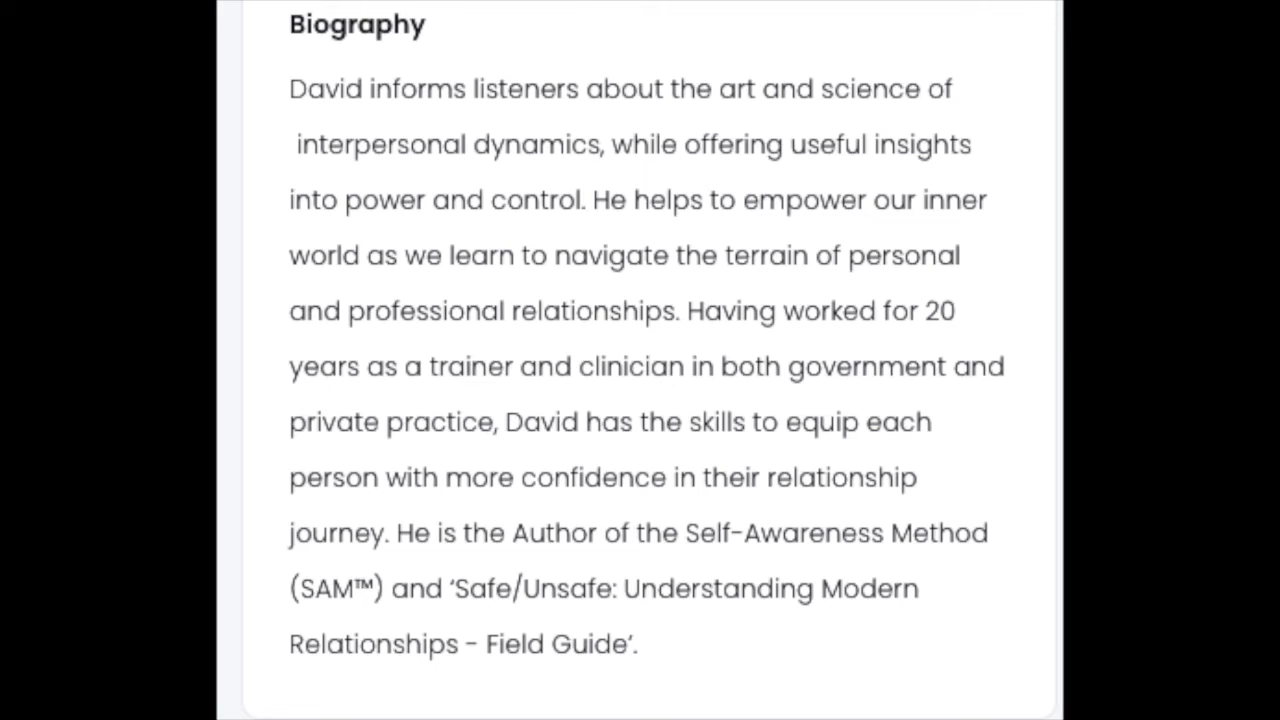 Biography
David informs listeners about the art and science of
interpersonal dynamics, while offering useful insights
into power and control. He helps to empower our inner
world as we learn to navigate the terrain of personal
and professional relationships. Having worked for 20
years as a trainer and clinician in both government and
private practice, David has the skills to equip each
person with more confidence in their relationship
journey. He is the Author of the Self-Awareness Method
(SAM™) and ‘Safe/Unsafe: Understanding Modern
Relationships - Field Guide’.